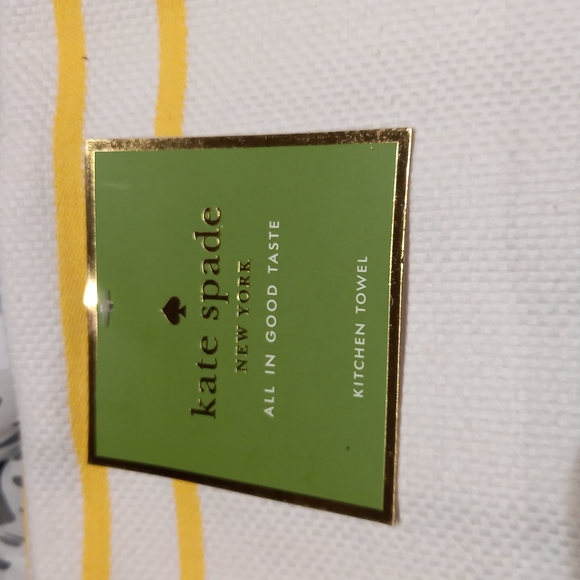 kate spade
NEW YORK
ALL IN GOOD TASTE
KITCHEN TOWEL